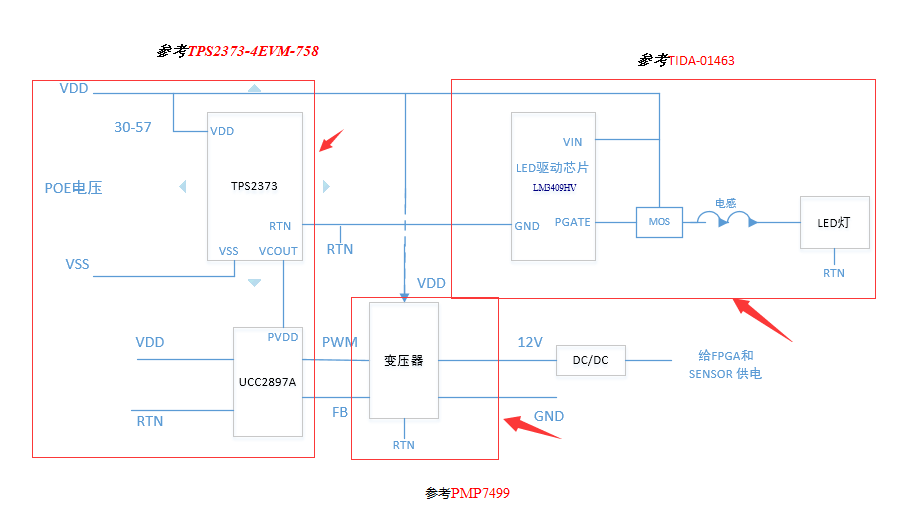 参考TPS2373-4EVM-758
参考TIDA-01463
VDD
30-57
VDD
POE电压
TPS2373
RTN
VSS
VCOUT
VSS
RTN
VIN
LED驱动芯片
LM3409HV
GND
PGATE
MOS
电感
LED灯
RTN
VDD
PVDD
VDD
UCC2897A
RTN
PWM
FB
变压器
RTN
12V
DC/DC
GND
给FPGA和
SENSOR 供电
参考PMP7499